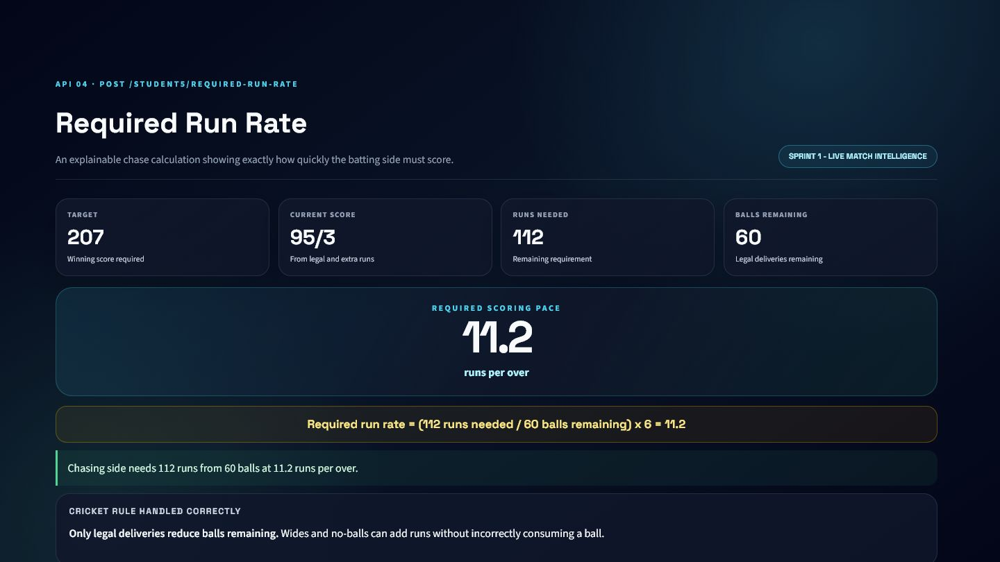 API 04 · POST /STUDENT5/REQUIRED-RUN-RATE
Required Run Rate
An explainable chase calculation showing exactly how quickly the batting side must score.
SPRINT 1 - LIVE MATCH INTELLIGENCE
TARGET
207
Winning score required
CURRENT SCORE
95/3
From legal and extra runs
RUNS NEEDED
112
Remaining requirement
BALLS REMAINING
60
Legal deliveries remaining
REQUIRED SCORING PACE
11.2
runs per over
Required run rate = (112 runs needed / 60 balls remaining) x 6 = 11.2
Chasing side needs 112 runs from 60 balls at 11.2 runs per over.
CRICKET RULE HANDLED CORRECTLY
Only legal deliveries reduce balls remaining. Wides and no-balls can add runs without incorrectly consuming a ball.